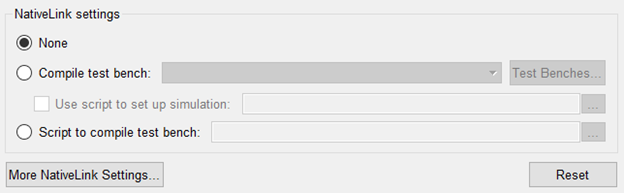 NativeLink settings
None
Compile test bench:
Test Benches...
Use script to set up simulation:
...
Script to compile test bench:
...
More NativeLink Settings...
Reset